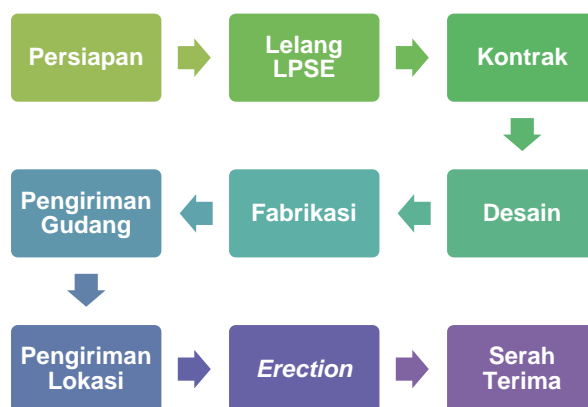 Persiapan
Lelang
LPSE
Kontrak
Desain
Fabrikasi
Pengiriman
Gudang
Pengiriman
Lokasi
Erection
Serah
Terima